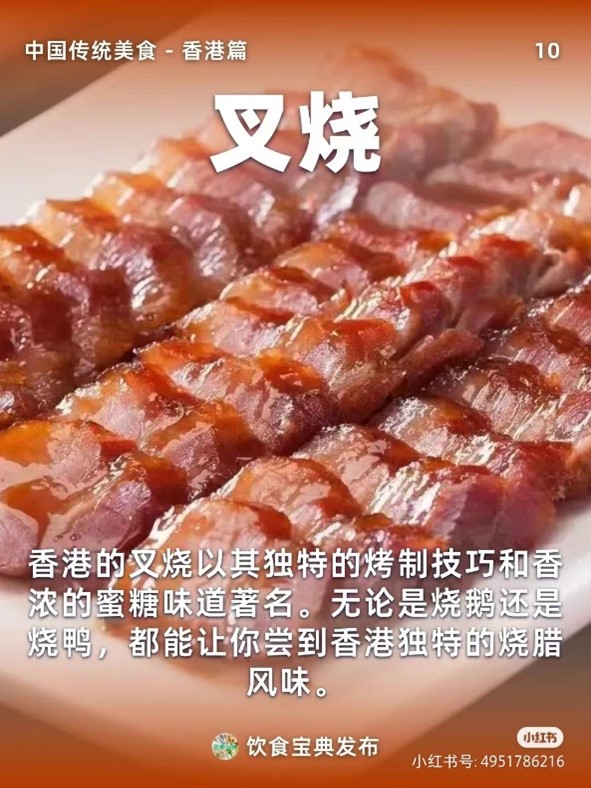 中国传统美食 - 香港篇
10
叉烧
香港的叉烧以其独特的烤制技巧和香
浓的蜜糖味道著名。无论是烧鹅还是
烧鸭，都能让你尝到香港独特的烧腊
风味。
饮食宝典发布
小红书
小红书号: 4951786216